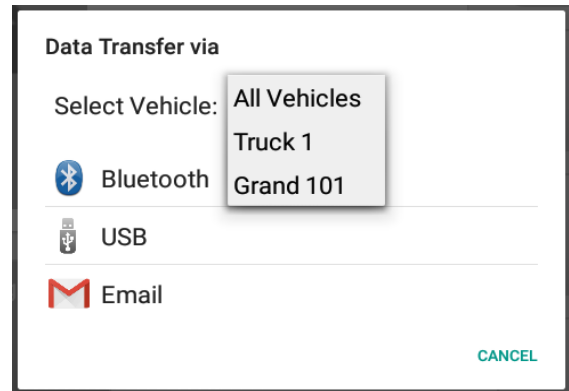 Data Transfer via
Select Vehicle:
All Vehicles
Truck 1
Grand 101
Bluetooth
USB
Email
CANCEL